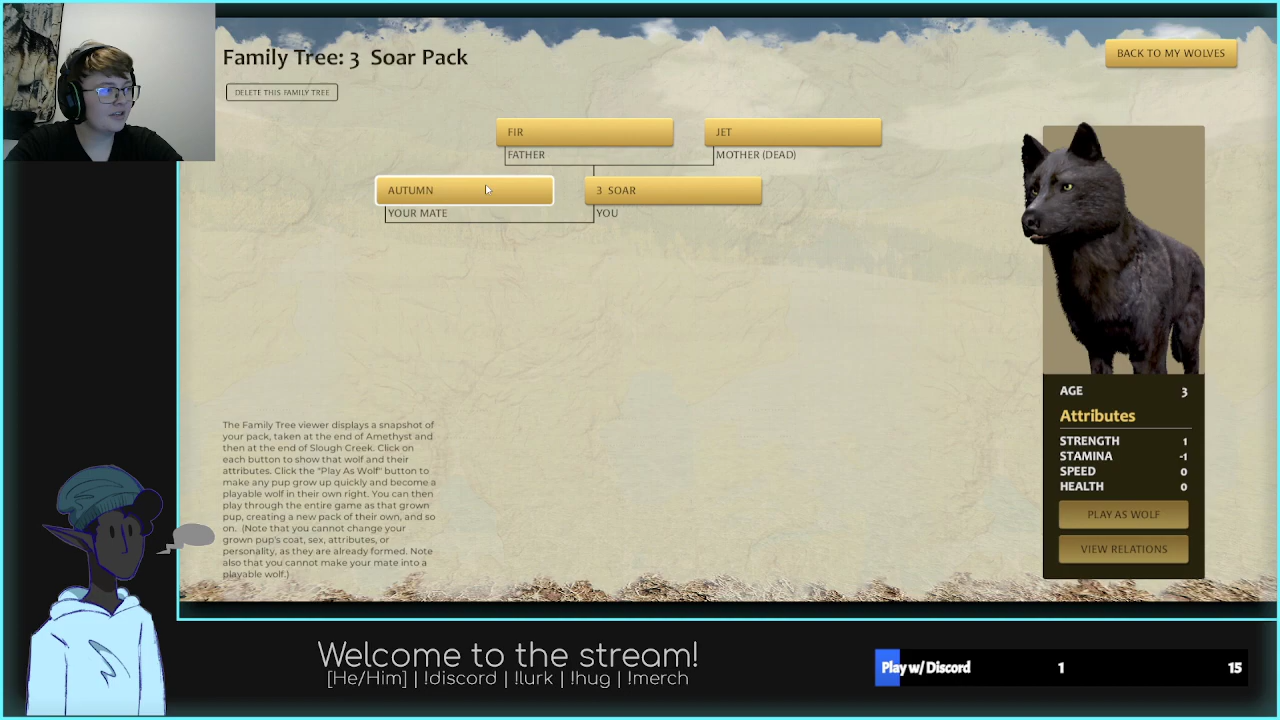 Family Tree: 3  Soar Pack
BACK TO MY WOLVES
DELETE THIS FAMILY TREE
FIR
JET
FATHER
MOTHER (DEAD)
AUTUMN
3  SOAR
YOUR MATE
YOU
AGE 3
Attributes
STRENGTH 1
STAMINA -1
SPEED 0
HEALTH 0
PLAY AS WOLF
VIEW RELATIONS
The Family Tree viewer displays a snapshot of
your pack, taken at the end of Amethyst and
then at the end of Slough Creek. Click on
each button to show that wolf and their
attributes. Click the "Play As Wolf" button to
make any pup grow up quickly and become a
playable wolf in their own right. You can then
play through the entire game as that grown
pup, creating a new pack of their own, and so
on.  (Note that you cannot change your
grown pup's coat, sex, attributes, or
personality, as they are already formed. Note
also that you cannot make your mate into a
playable wolf.)
Welcome to the stream!
[He/Him] | !discord | !lurk | !hug | !merch
Play w/ Discord 1 15